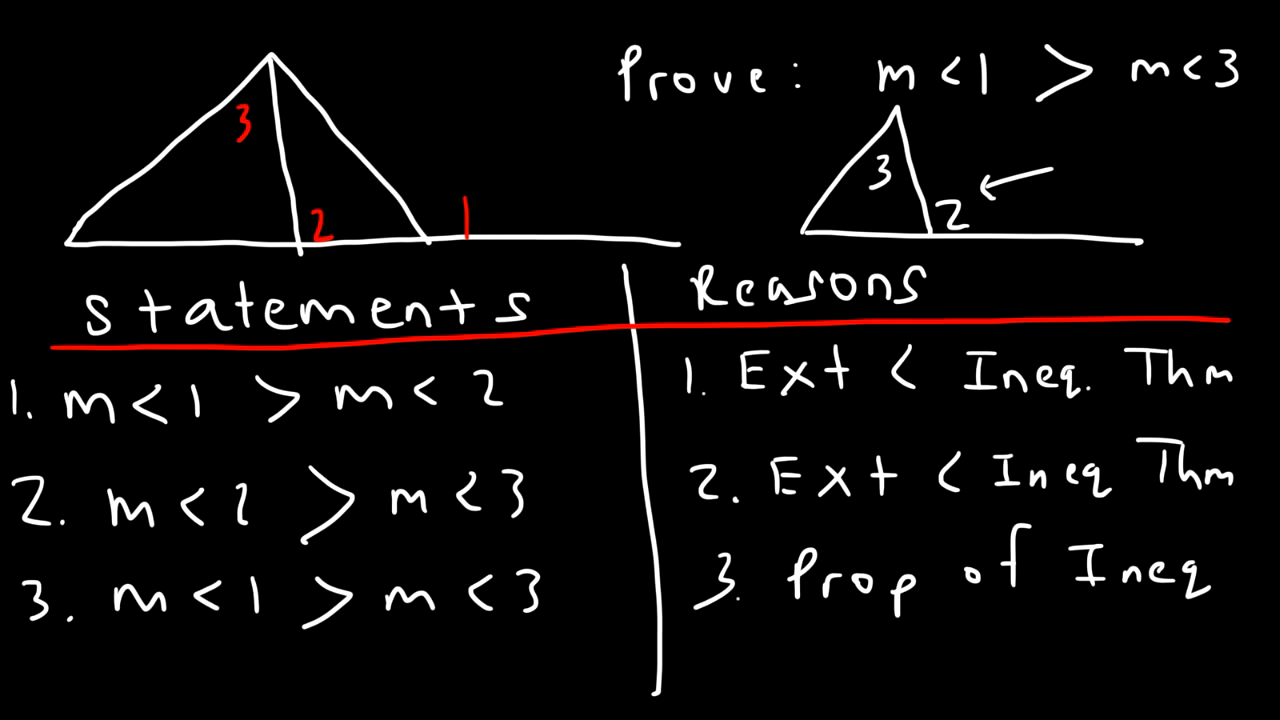 Prove: m<1 > m<3
3
2
1
3
2
Statements
Reasons
1. m<1 > m<2
1. Ext < Ineq. Thm
2. m<2 > m<3
2. Ext < Ineq Thm
3. m<1 > m<3
3. Prop of Ineq